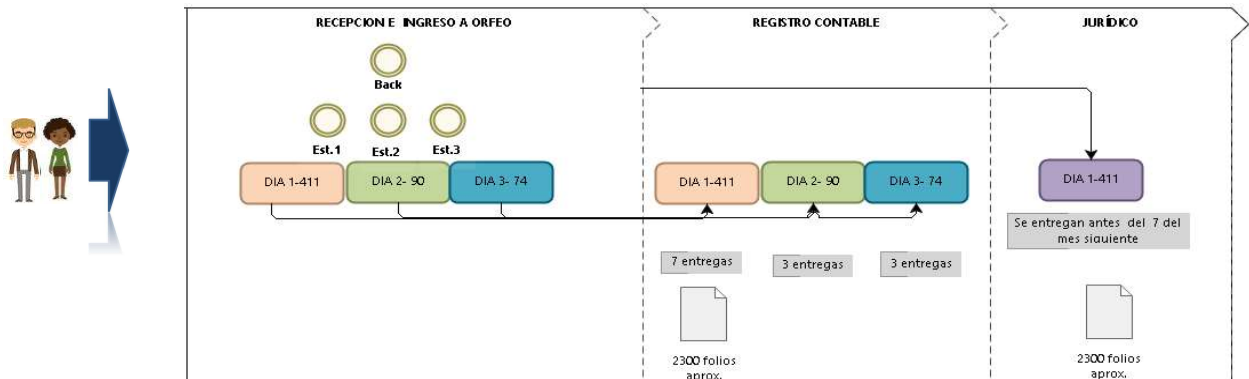 RECEPCION E INGRESO A ORFEO
REGISTRO CONTABLE
JURÍDICO
Back
Est.1
Est.2
Est.3
DIA 1-411
DIA 2- 90
DIA 3- 74
DIA 1-411
DIA 2- 90
DIA 3- 74
DIA 1-411
Se entregan antes del 7 del
mes siguiente
7 entregas
3 entregas
3 entregas
2300 folios
aprox.
2300 folios
aprox.